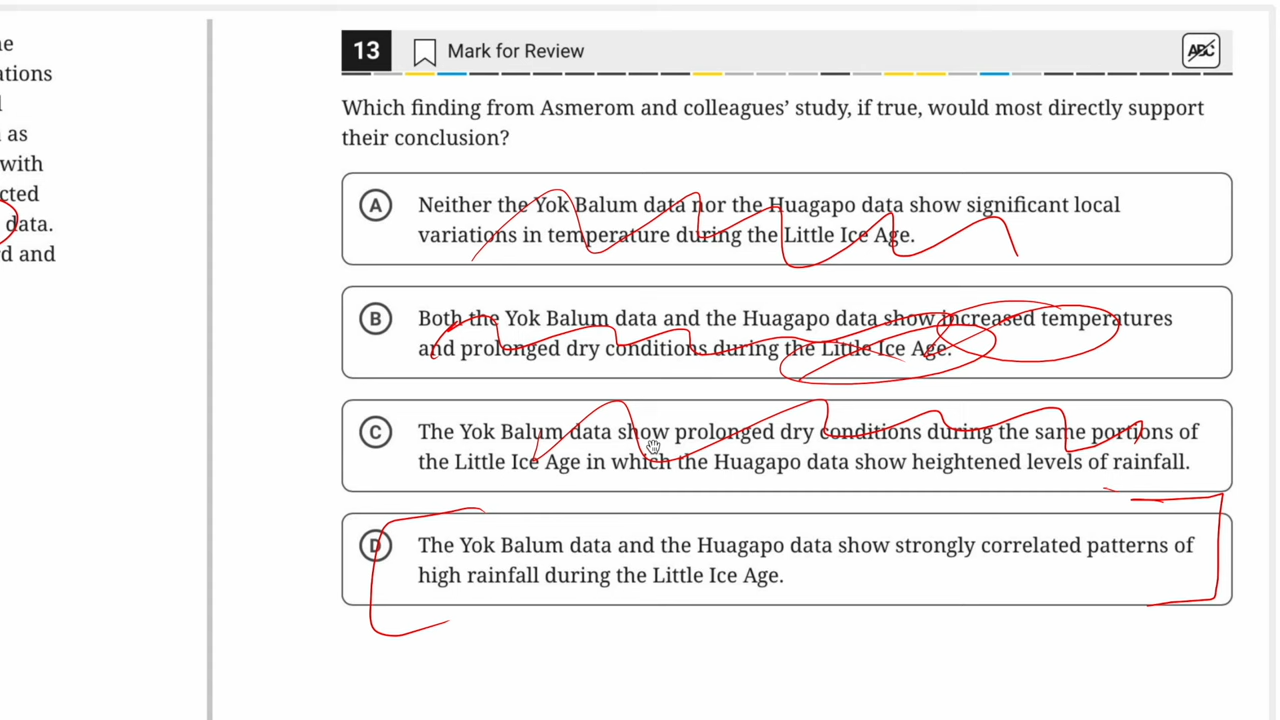 ne
ations
d
n as
with
cted
data.
rd and
13 Mark for Review ABC
Which finding from Asmerom and colleagues’ study, if true, would most directly support
their conclusion?
A Neither the Yok Balum data nor the Huagapo data show significant local
variations in temperature during the Little Ice Age.
B Both the Yok Balum data and the Huagapo data show increased temperatures
and prolonged dry conditions during the Little Ice Age.
C The Yok Balum data show prolonged dry conditions during the same portions of
the Little Ice Age in which the Huagapo data show heightened levels of rainfall.
D The Yok Balum data and the Huagapo data show strongly correlated patterns of
high rainfall during the Little Ice Age.